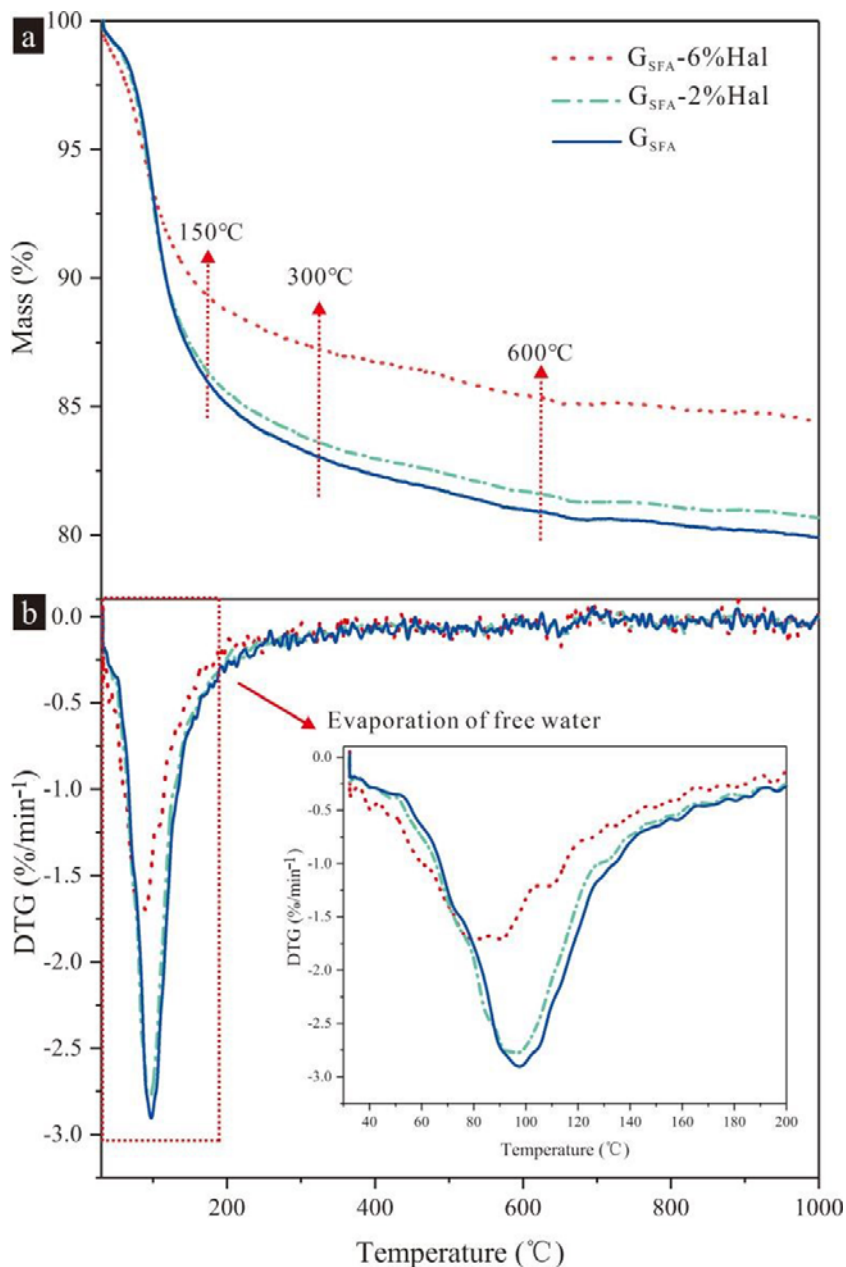 a
100
95
90
85
80
Mass (%)
G_SFA-6%Hal
G_SFA-2%Hal
G_SFA
150℃
300℃
600℃
b
0.0
-0.5
-1.0
-1.5
-2.0
-2.5
-3.0
DTG (%/min⁻¹)
Evaporation of free water
0.0
-0.5
-1.0
-1.5
-2.0
-2.5
-3.0
DTG (%/min⁻¹)
40 60 80 100 120 140 160 180 200
Temperature (℃)
200 400 600 800 1000
Temperature (℃)